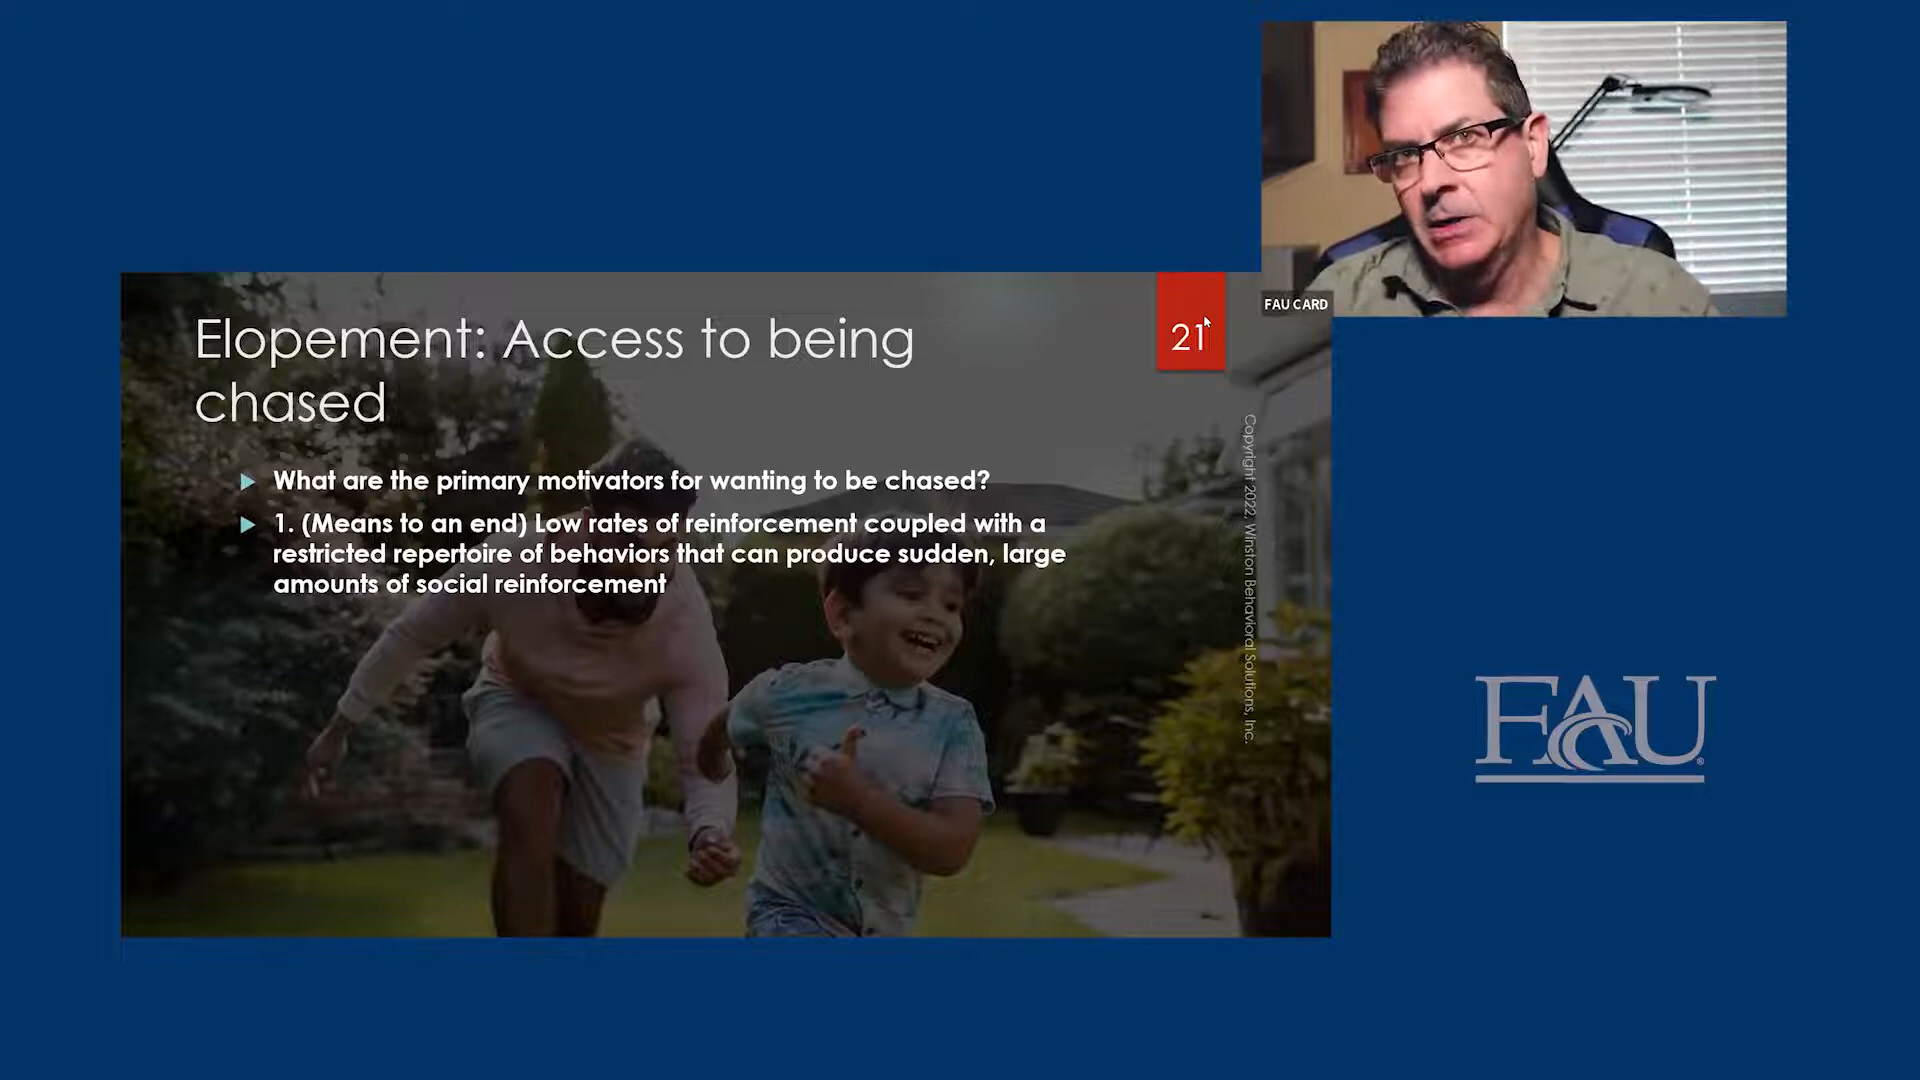 FAU CARD
Elopement: Access to being
chased
21
What are the primary motivators for wanting to be chased?
1. (Means to an end) Low rates of reinforcement coupled with a
restricted repertoire of behaviors that can produce sudden, large
amounts of social reinforcement
Copyright 2022, Winston Behavioral Solutions, Inc.
FAU